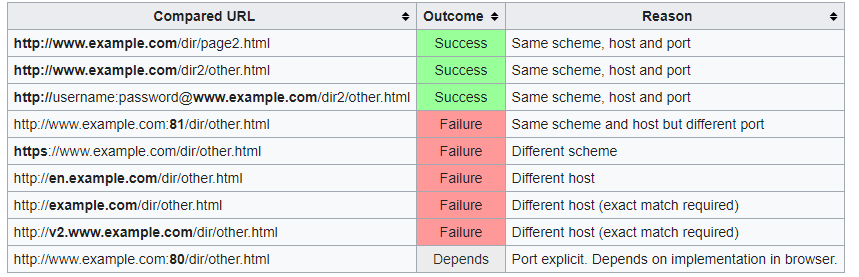 Compared URL Outcome Reason
http://www.example.com/dir/page2.html Success Same scheme, host and port
http://www.example.com/dir2/other.html Success Same scheme, host and port
http://username:password@www.example.com/dir2/other.html Success Same scheme, host and port
http://www.example.com:81/dir/other.html Failure Same scheme and host but different port
https://www.example.com/dir/other.html Failure Different scheme
http://en.example.com/dir/other.html Failure Different host
http://example.com/dir/other.html Failure Different host (exact match required)
http://v2.www.example.com/dir/other.html Failure Different host (exact match required)
http://www.example.com:80/dir/other.html Depends Port explicit. Depends on implementation in browser.